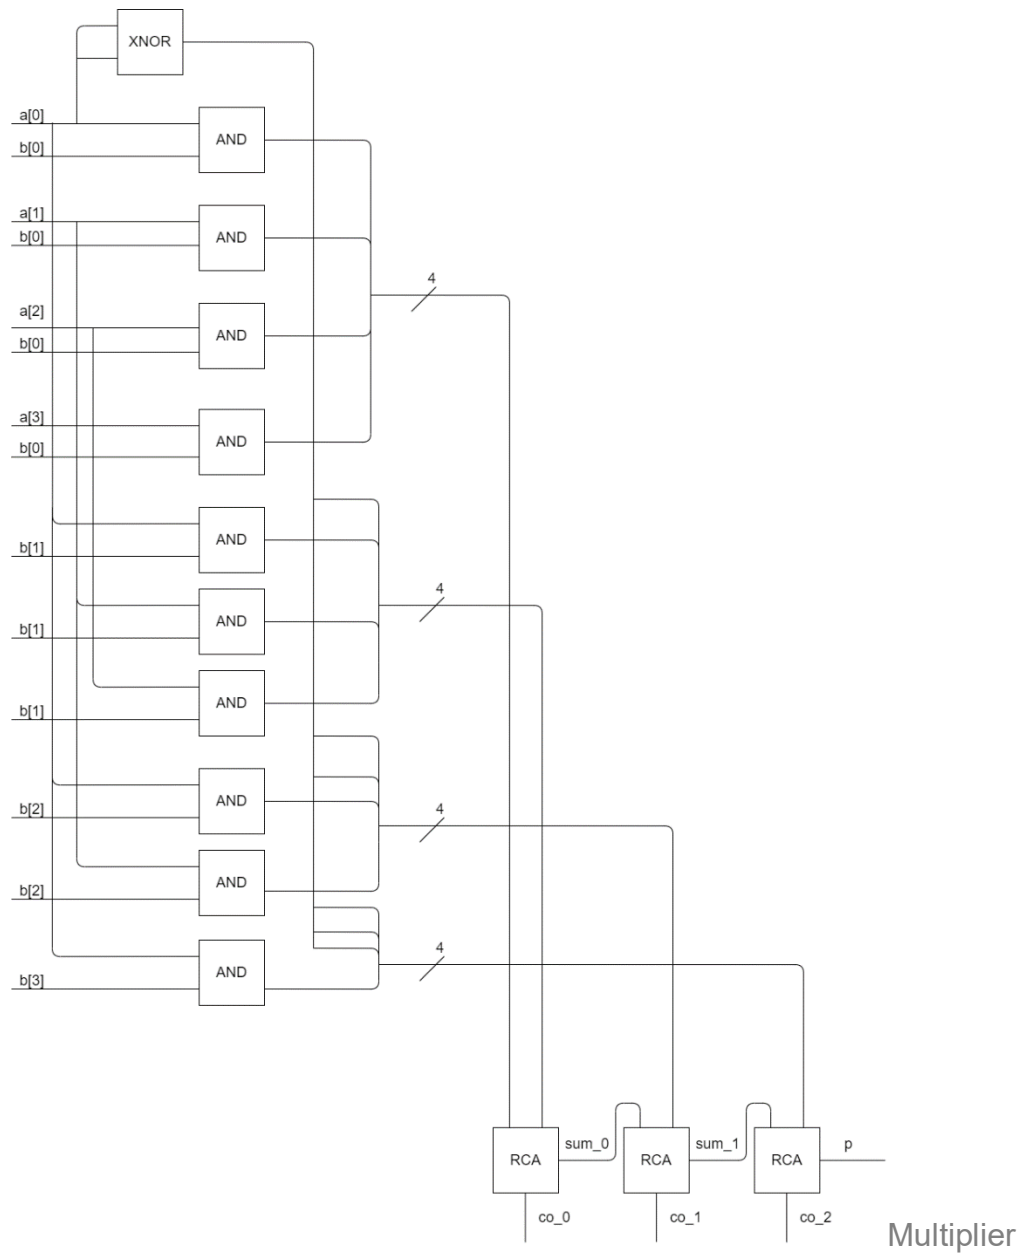 XNOR
a[0]
AND
b[0]
a[1]
AND
b[0]
4
a[2]
AND
b[0]
a[3]
AND
b[0]
AND
b[1]
4
AND
b[1]
AND
b[1]
AND
b[2]
4
AND
b[2]
4
AND
b[3]
RCA
sum_0
RCA
sum_1
RCA
p
co_0
co_1
co_2
Multiplier